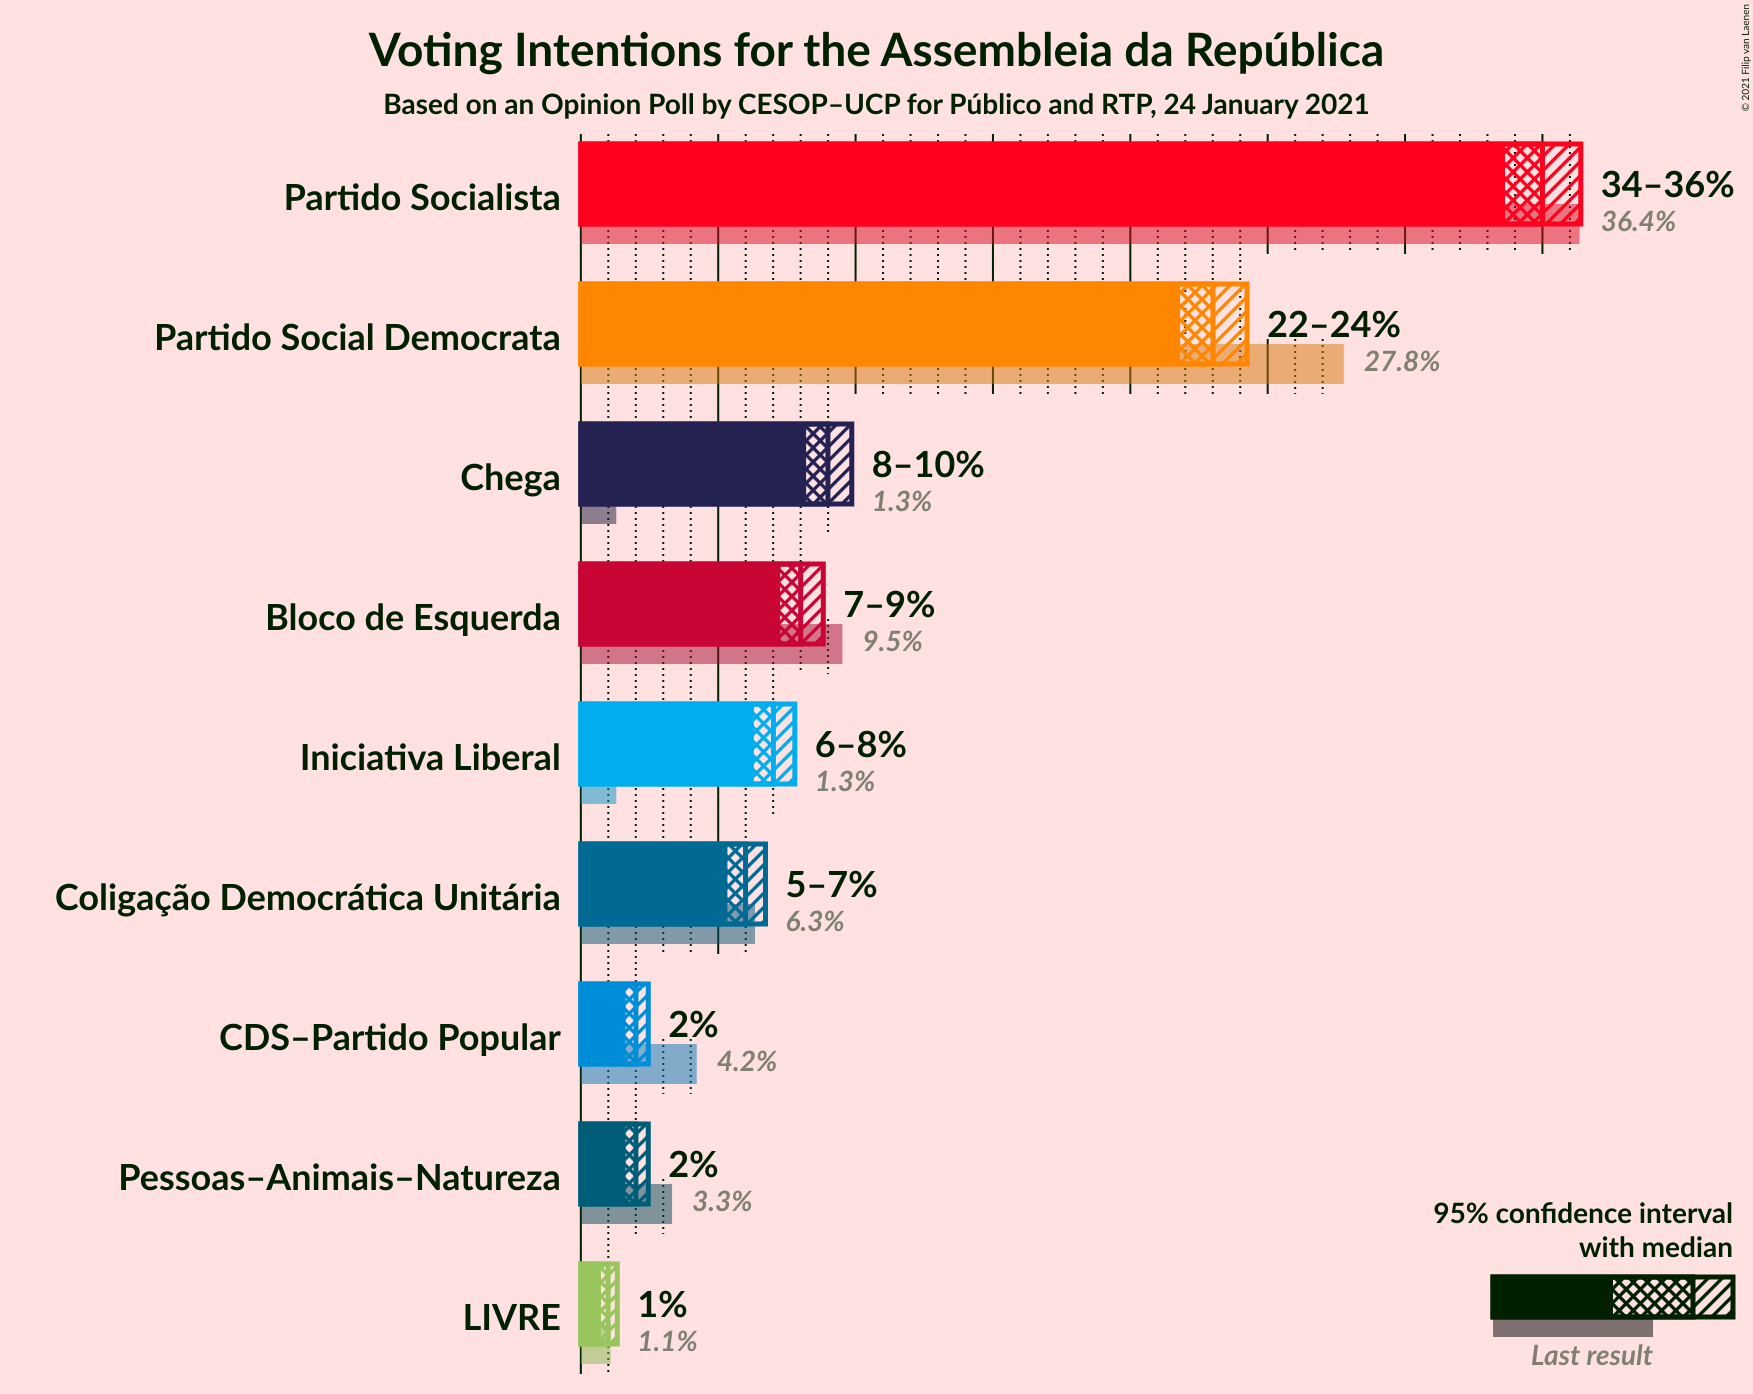 Voting Intentions for the Assembleia da República
Based on an Opinion Poll by CESOP–UCP for Público and RTP, 24 January 2021
© 2021 Filip van Laenen
Partido Socialista
34–36%
36.4%
Partido Social Democrata
22–24%
27.8%
Chega
8–10%
1.3%
Bloco de Esquerda
7–9%
9.5%
Iniciativa Liberal
6–8%
1.3%
Coligação Democrática Unitária
5–7%
6.3%
CDS–Partido Popular
2%
4.2%
Pessoas–Animais–Natureza
2%
3.3%
LIVRE
1%
1.1%
95% confidence interval
with median
Last result